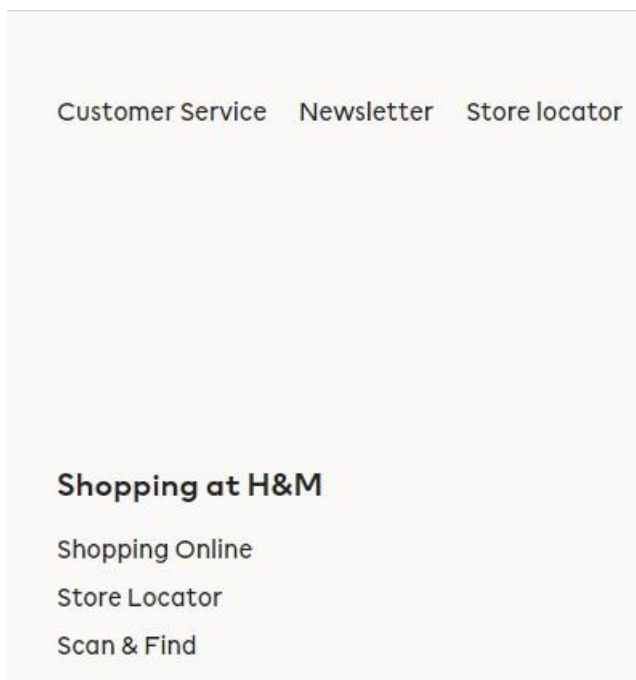 Customer Service Newsletter Store locator
Shopping at H&M
Shopping Online
Store Locator
Scan & Find